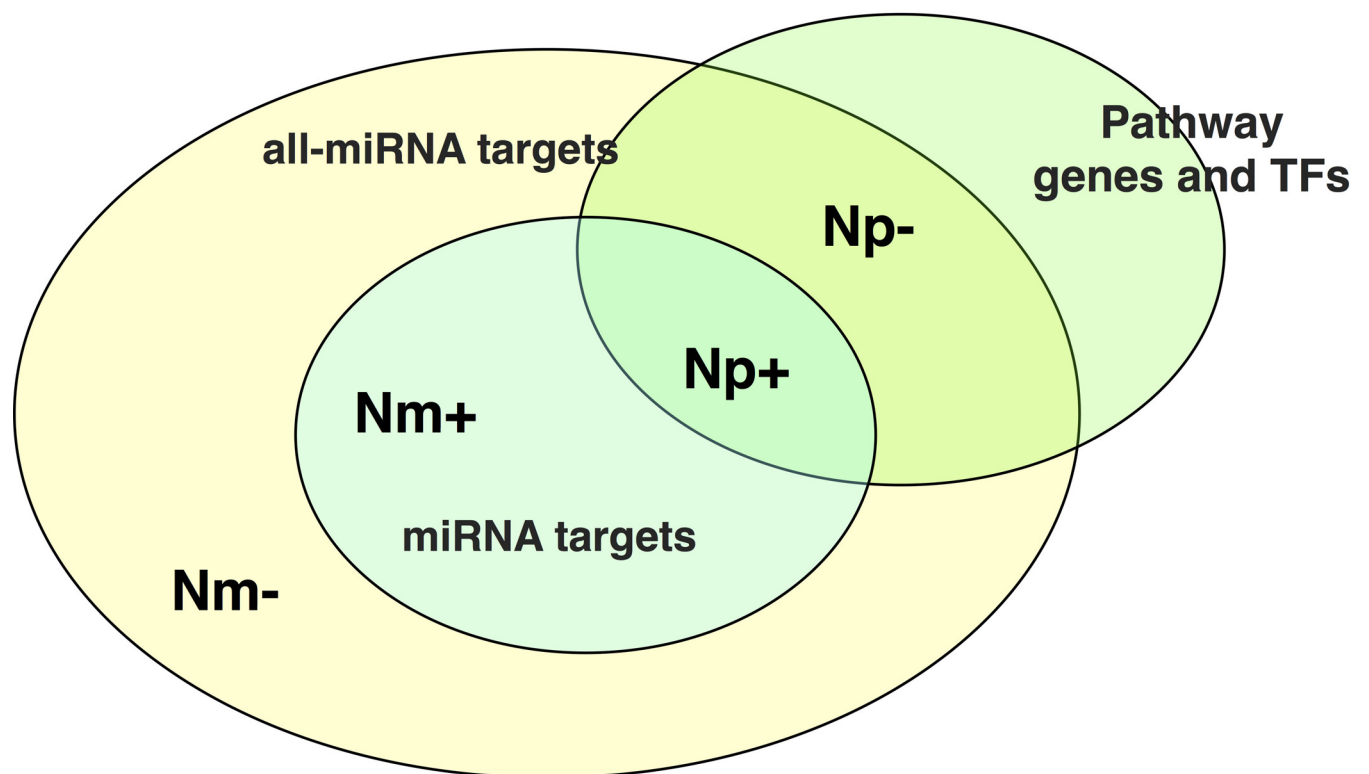 Pathway
genes and TFs
all-miRNA targets
Np-
Np+
Nm+
miRNA targets
Nm-